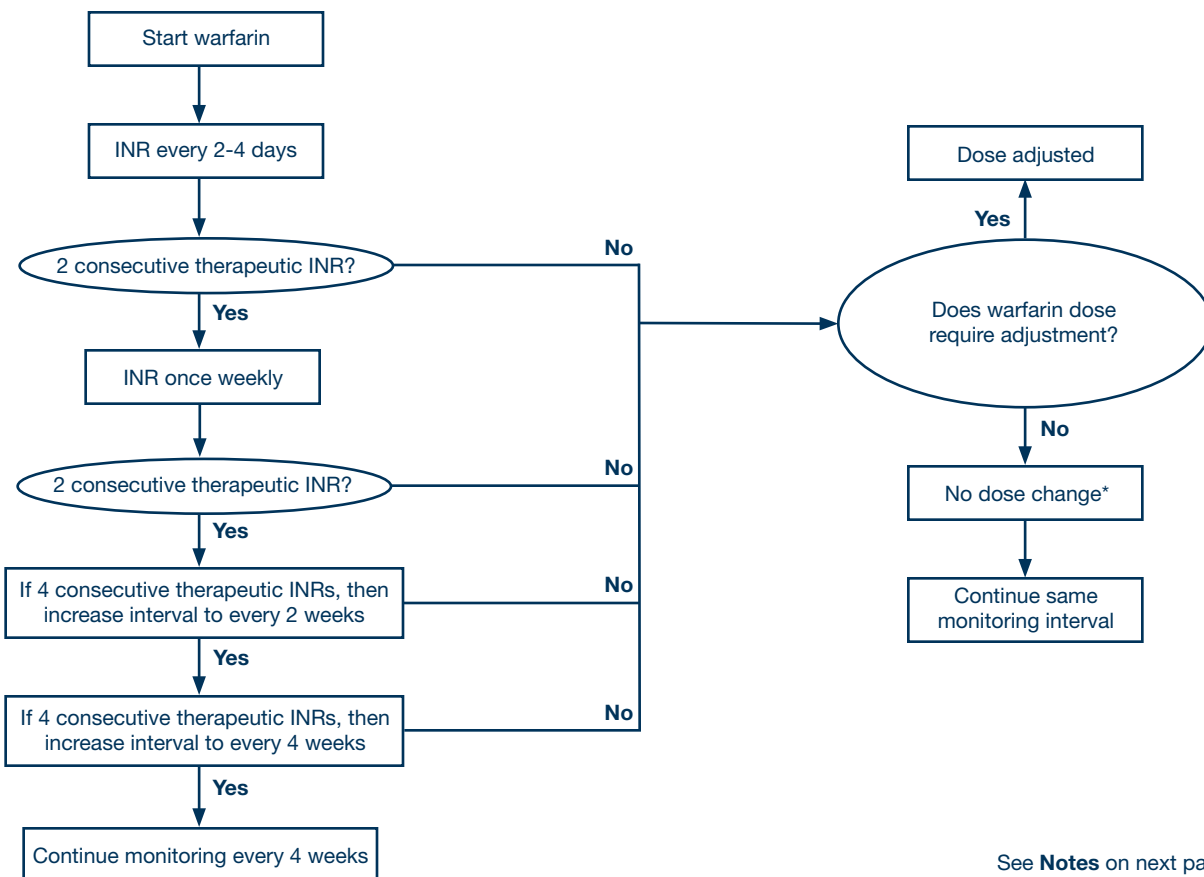 Start warfarin
INR every 2-4 days
2 consecutive therapeutic INR?
No
Yes
INR once weekly
2 consecutive therapeutic INR?
No
Yes
If 4 consecutive therapeutic INRs, then
increase interval to every 2 weeks
No
Yes
If 4 consecutive therapeutic INRs, then
increase interval to every 4 weeks
No
Yes
Continue monitoring every 4 weeks
Dose adjusted
Yes
Does warfarin dose
require adjustment?
No
No dose change*
Continue same
monitoring interval
See Notes on next